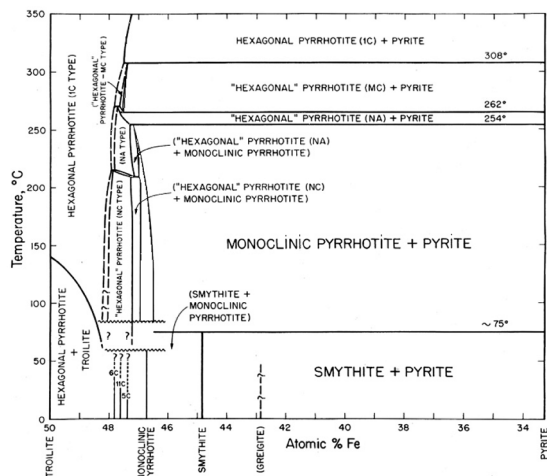 350
HEXAGONAL PYRRHOTITE (1C) + PYRITE
308°
300
("HEXAGONAL"
PYRRHOTITE – MC TYPE)
"HEXAGONAL" PYRRHOTITE (MC) + PYRITE
262°
"HEXAGONAL" PYRRHOTITE (NA) + PYRITE
254°
250
HEXAGONAL PYRRHOTITE (1C TYPE)
(NA TYPE)
("HEXAGONAL" PYRRHOTITE (NA)
+ MONOCLINIC PYRRHOTITE)
200
("HEXAGONAL" PYRRHOTITE (NC)
+ MONOCLINIC PYRRHOTITE)
Temperature, °C
"HEXAGONAL" PYRRHOTITE (NC TYPE)
150
MONOCLINIC PYRRHOTITE + PYRITE
100
(SMYTHITE +
MONOCLINIC
PYRRHOTITE)
? ?
~75°
HEXAGONAL PYRRHOTITE
+
TROILITE
50
? ? ?
6C
11C
5C
SMYTHITE + PYRITE
0
50 48 46 44 42 40 38 36 34
Atomic % Fe
TROILITE
MONOCLINIC
PYRRHOTITE
SMYTHITE
(GREIGITE)
PYRITE